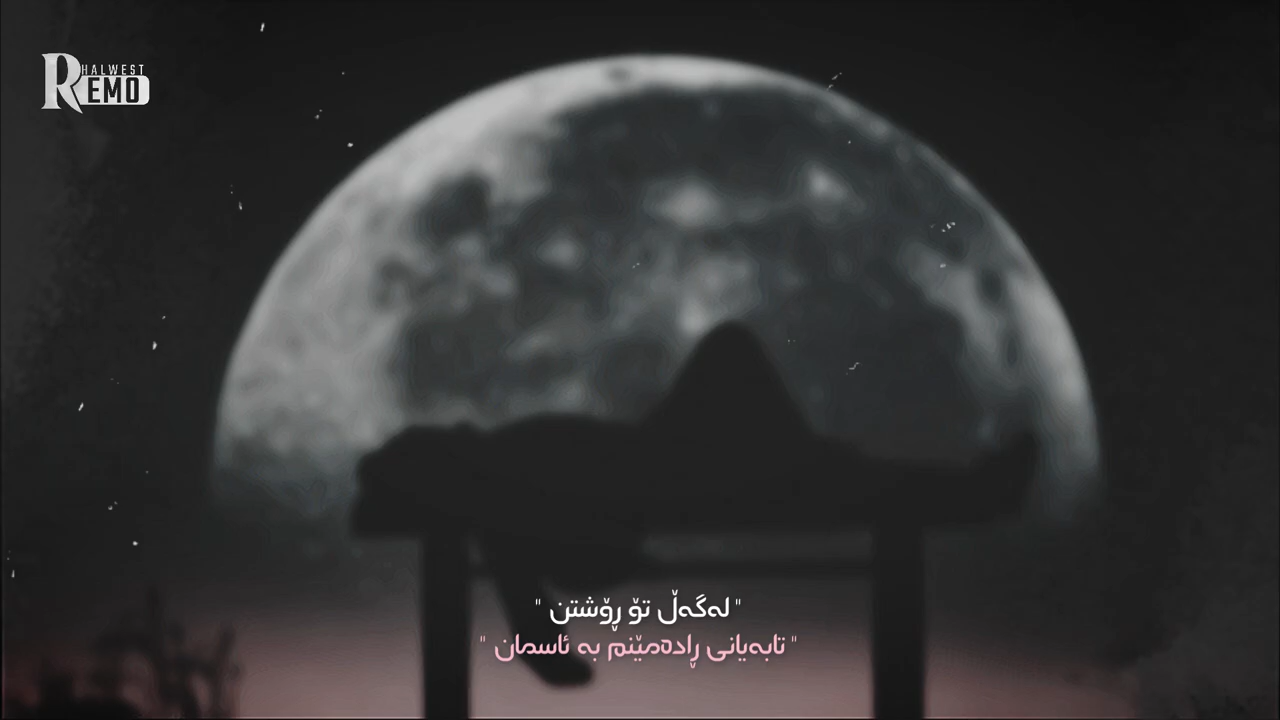 HALWEST
REMO
" لەگەڵ تۆ ڕۆشتن "
" تابەیانی ڕادەمێنم بە ئاسمان "